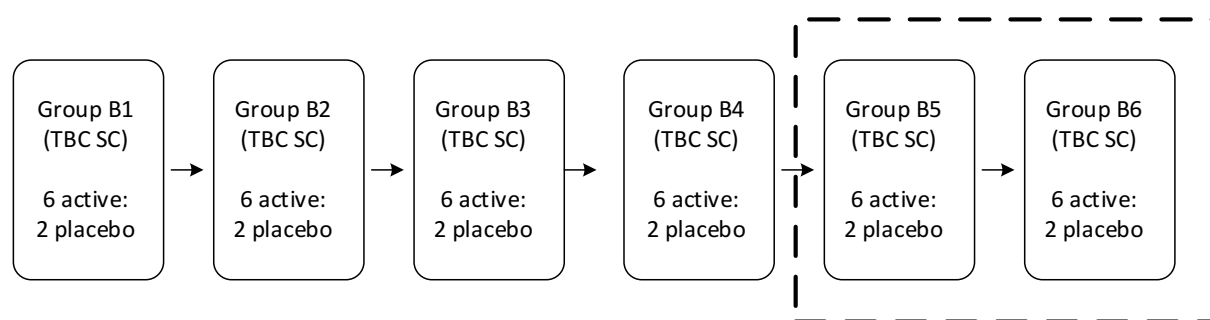 Group B1
(TBC SC)
6 active:
2 placebo
Group B2
(TBC SC)
6 active:
2 placebo
Group B3
(TBC SC)
6 active:
2 placebo
Group B4
(TBC SC)
6 active:
2 placebo
Group B5
(TBC SC)
6 active:
2 placebo
Group B6
(TBC SC)
6 active:
2 placebo